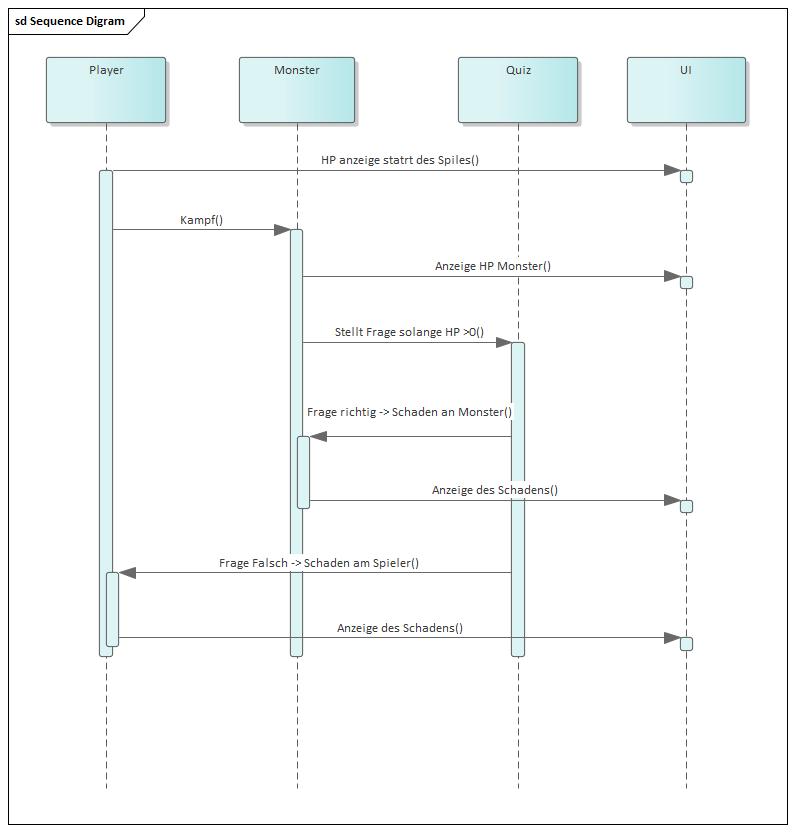 sd Sequence Digram
Player
Monster
Quiz
UI
HP anzeige statrt des Spiles()
Kampf()
Anzeige HP Monster()
Stellt Frage solange HP >0()
Frage richtig -> Schaden an Monster()
Anzeige des Schadens()
Frage Falsch -> Schaden am Spieler()
Anzeige des Schadens()